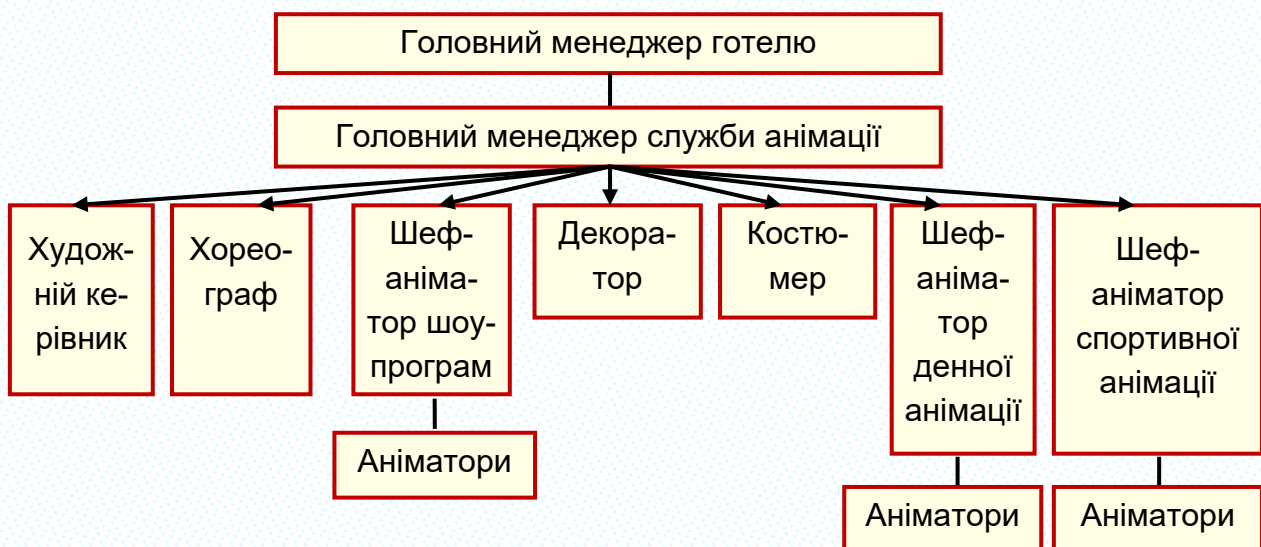 Головний менеджер готелю
Головний менеджер служби анімації
Худож-
ній ке-
рівник
Хорео-
граф
Шеф-
аніма-
тор шоу-
програм
Декора-
тор
Костю-
мер
Шеф-
аніма-
тор
денної
анімації
Шеф-
аніматор
спортивної
анімації
Аніматори
Аніматори
Аніматори